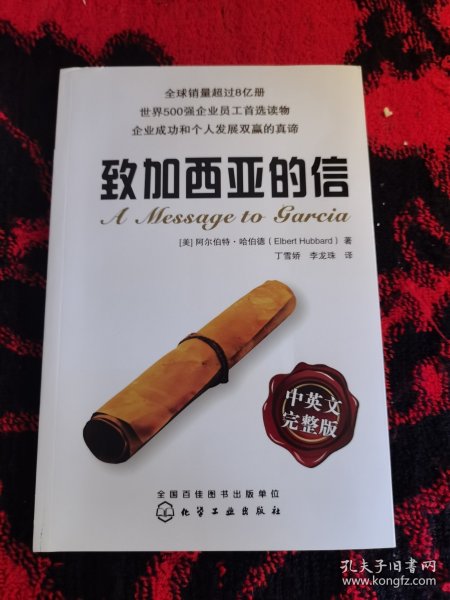 全球销量超过8亿册
世界500强企业员工首选读物
企业成功和个人发展双赢的真谛
致加西亚的信
A Message to Garcia
[美] 阿尔伯特·哈伯德（Elbert Hubbard）著
丁雪娇 李龙珠 译
中英文
完整版
全国百佳图书出版单位
化学工业出版社
孔夫子旧书网
www.kongfz.com